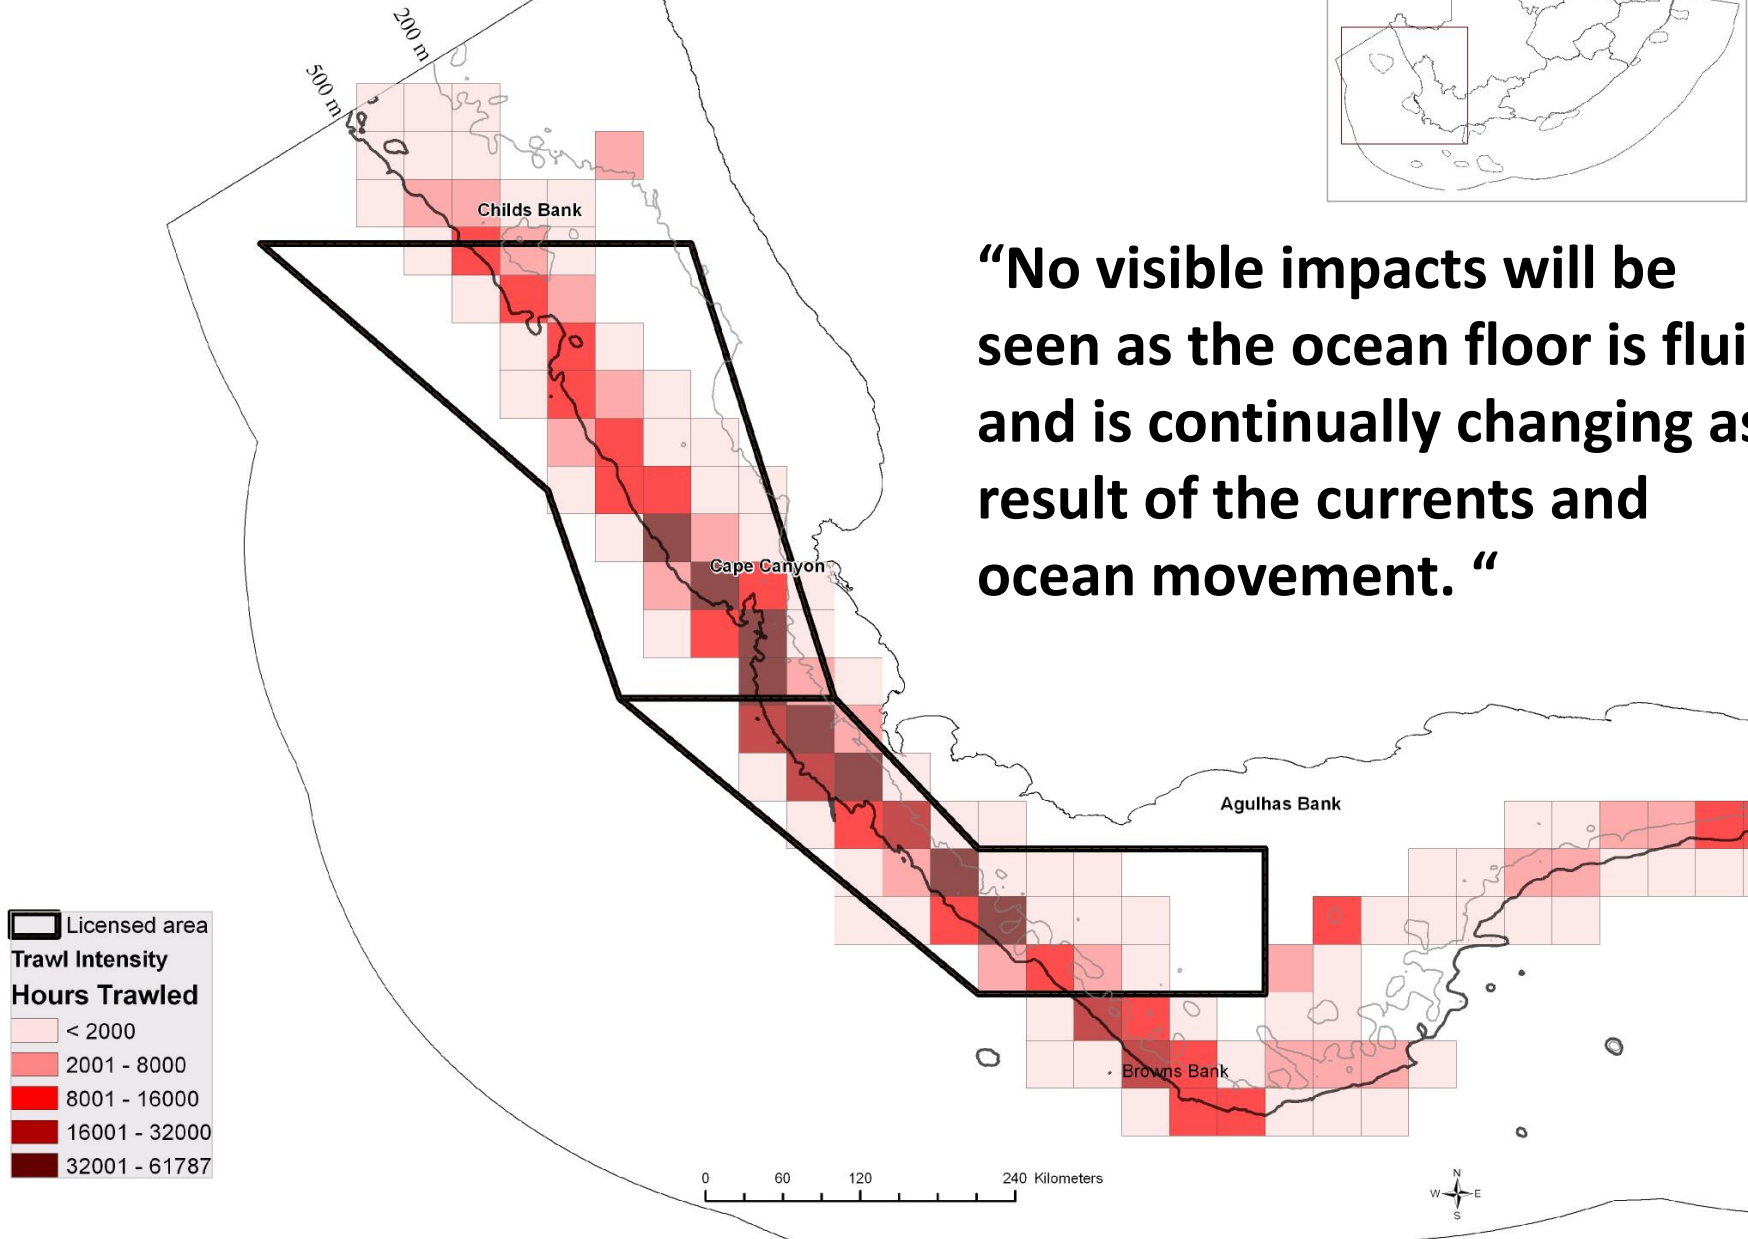 200 m
500 m
Childs Bank
“No visible impacts will be
seen as the ocean floor is flui
and is continually changing as
result of the currents and
ocean movement. “
Cape Canyon
Agulhas Bank
Browns Bank
Licensed area
Trawl Intensity
Hours Trawled
< 2000
2001 - 8000
8001 - 16000
16001 - 32000
32001 - 61787
0 60 120 240 Kilometers
N
W E
S